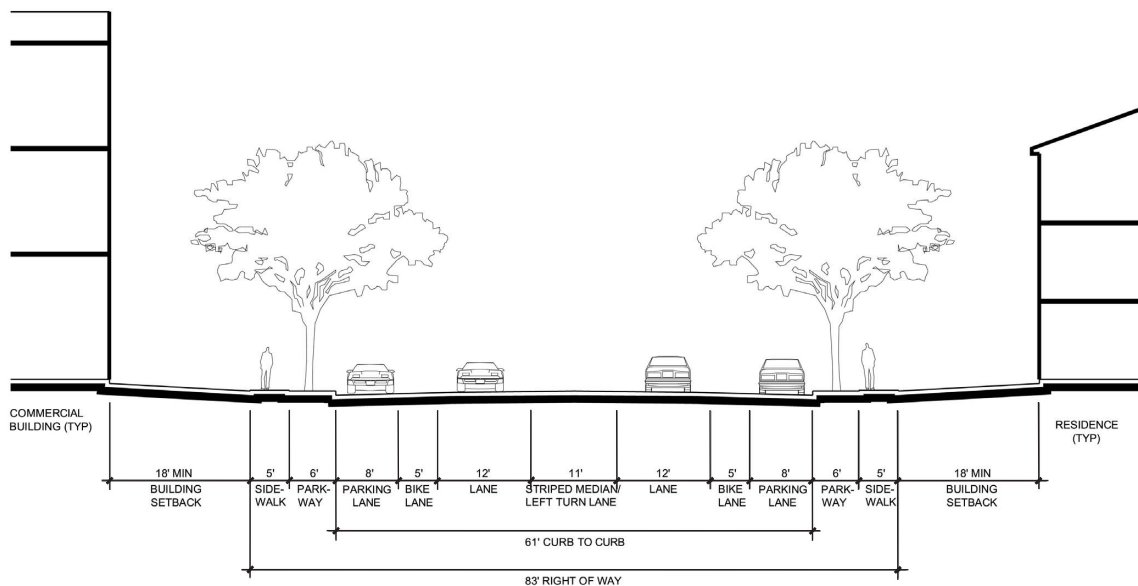 COMMERCIAL
BUILDING (TYP)
RESIDENCE
(TYP)
18' MIN
BUILDING
SETBACK
5'
SIDE-
WALK
6'
PARK-
WAY
8'
PARKING
LANE
5'
BIKE
LANE
12'
LANE
11'
STRIPED MEDIAN/
LEFT TURN LANE
12'
LANE
5'
BIKE
LANE
8'
PARKING
LANE
6'
PARK-
WAY
5'
SIDE-
WALK
18' MIN
BUILDING
SETBACK
61' CURB TO CURB
83' RIGHT OF WAY